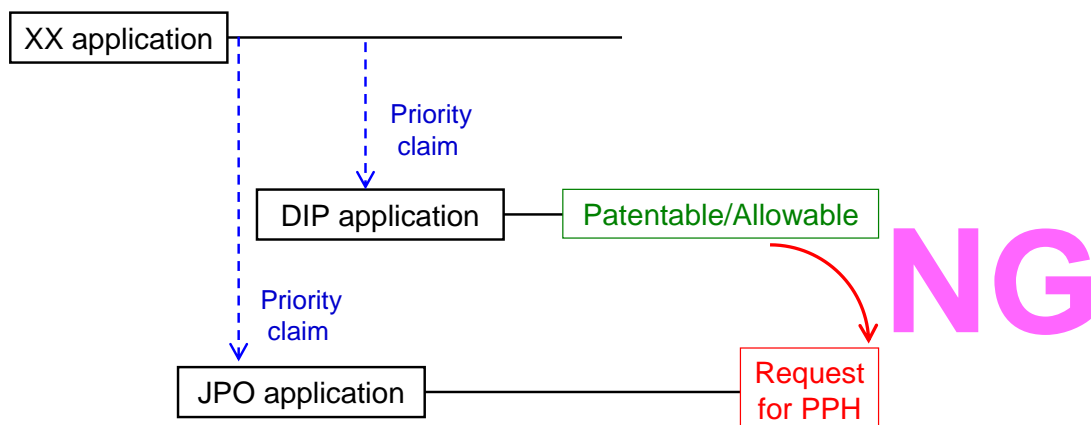 XX application
Priority
claim
DIP application
Patentable/Allowable
NG
Priority
claim
JPO application
Request
for PPH